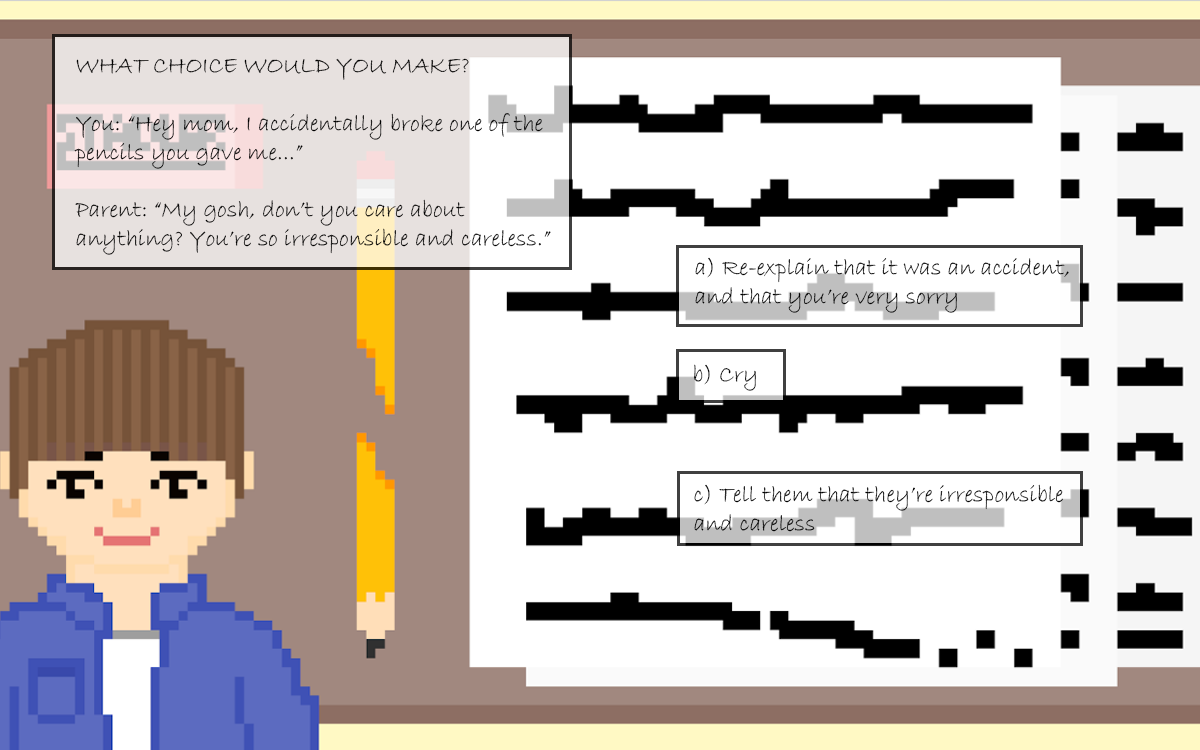 WHAT CHOICE WOULD YOU MAKE?
You: “Hey mom, I accidentally broke one of the
pencils you gave me...”
Parent: “My gosh, don’t you care about
anything? You’re so irresponsible and careless.”
a) Re-explain that it was an accident,
and that you’re very sorry
b) Cry
c) Tell them that they’re irresponsible
and careless